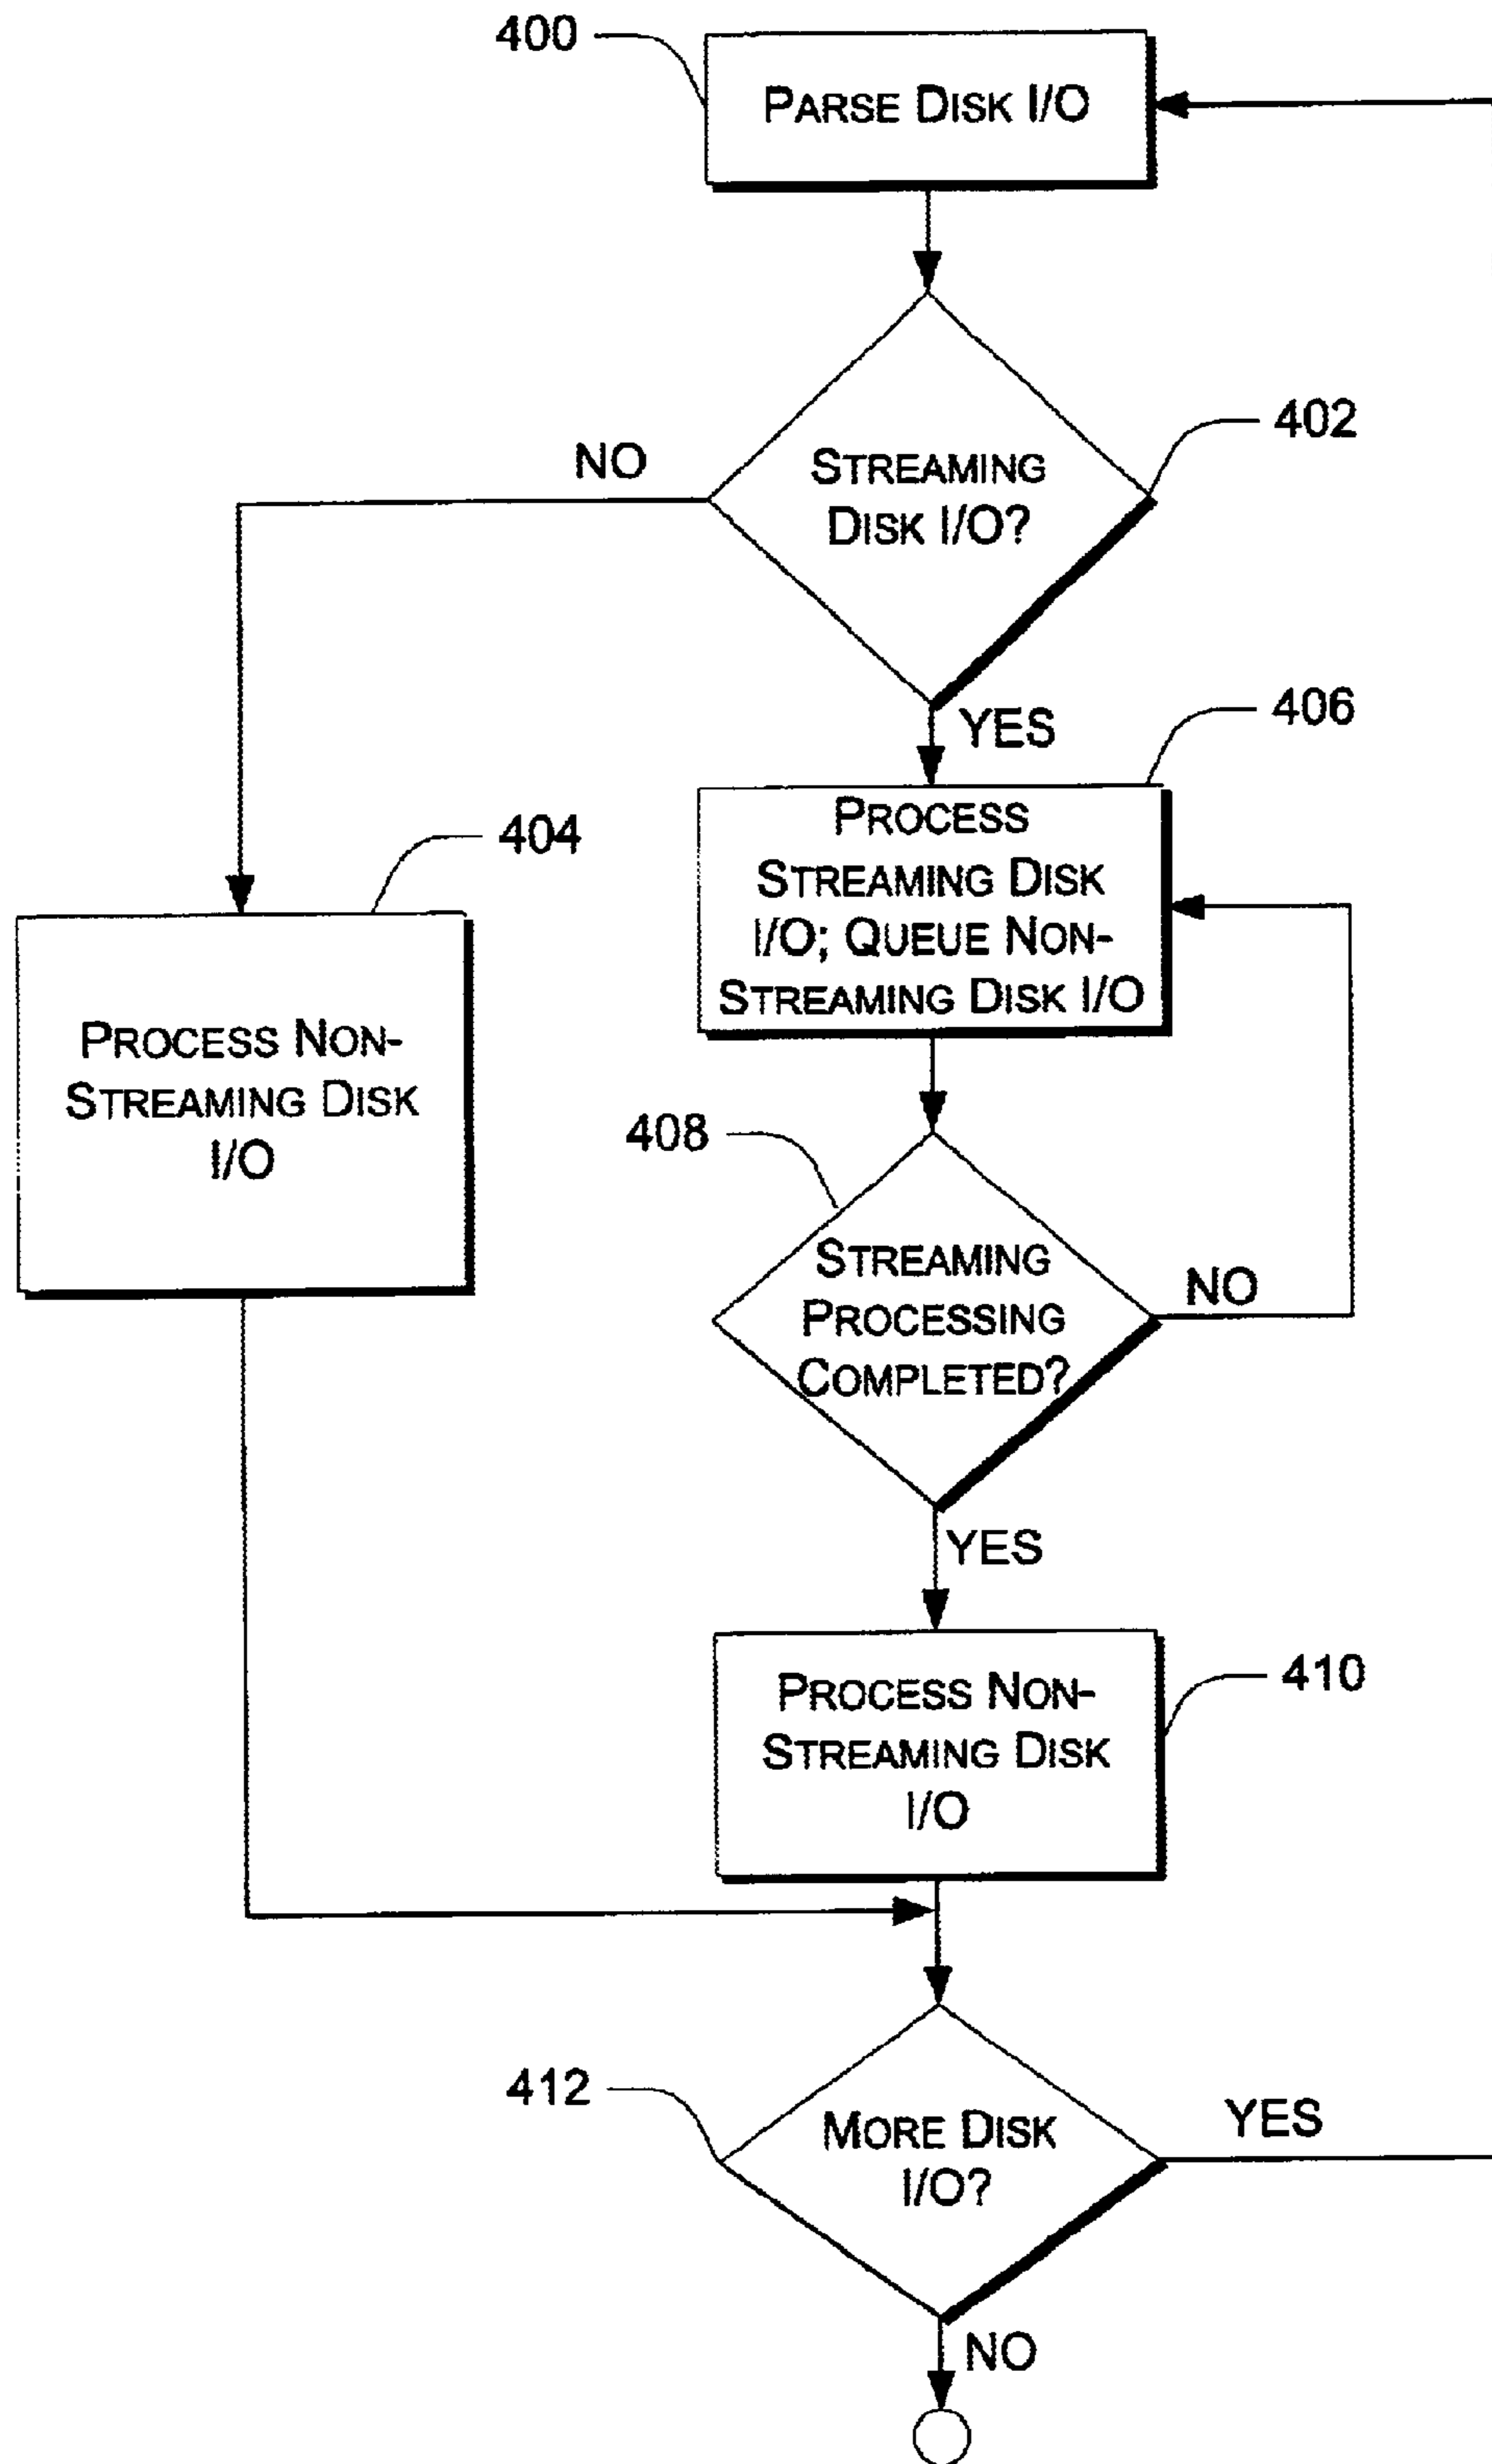 400
PARSE DISK I/O
402
NO
STREAMING
DISK I/O?
YES
406
PROCESS
STREAMING DISK
I/O; QUEUE NON-
STREAMING DISK I/O
404
PROCESS NON-
STREAMING DISK
I/O
408
STREAMING
PROCESSING
COMPLETED?
NO
YES
410
PROCESS NON-
STREAMING DISK
I/O
412
MORE DISK
I/O?
YES
NO